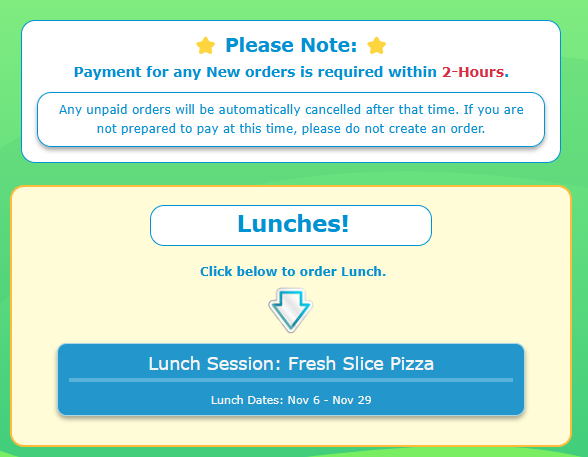 Please Note:
Payment for any New orders is required within 2-Hours.
Any unpaid orders will be automatically cancelled after that time. If you are
not prepared to pay at this time, please do not create an order.
Lunches!
Click below to order Lunch.
Lunch Session: Fresh Slice Pizza
Lunch Dates: Nov 6 - Nov 29